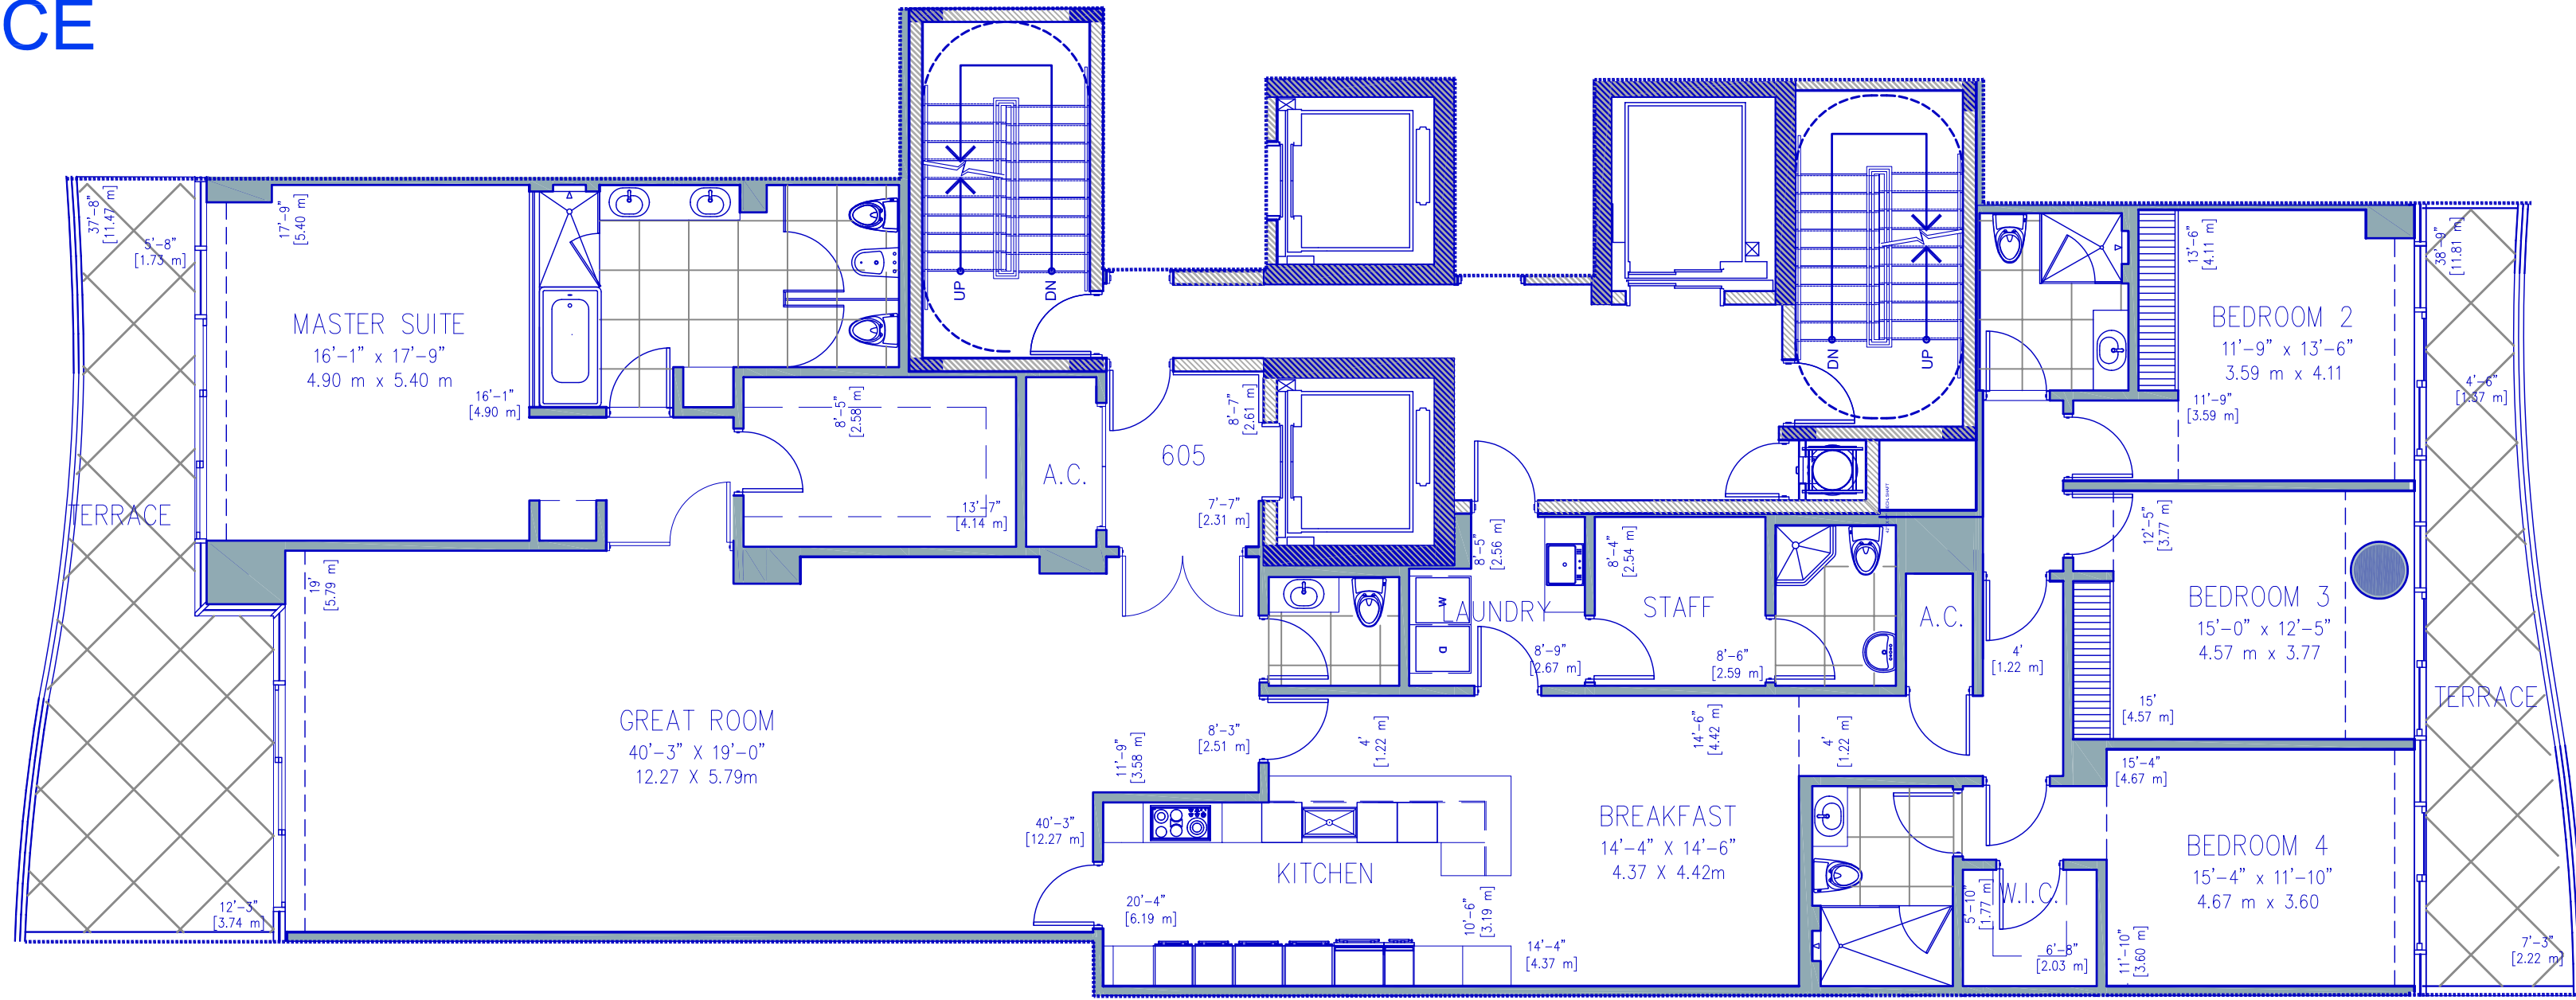 CE
37'-8"
[11.47 m]
5'-8"
[1.73 m]
17'-9"
[5.40 m]
MASTER SUITE
16'-1" x 17'-9"
4.90 m x 5.40 m
16'-1"
[4.90 m]
TERRACE
UP
DN
8'-5"
[2.58 m]
13'-7"
[4.14 m]
A.C.
8'-7"
[2.61 m]
605
7'-7"
[2.31 m]
DN
UP
13'-6"
[4.11 m]
38'-9"
[11.81 m]
BEDROOM 2
11'-9" x 13'-6"
3.59 m x 4.11
11'-9"
[3.59 m]
4'-6"
[1.37 m]
19'
[5.79 m]
8'-5"
[2.56 m]
W
D
LAUNDRY
8'-9"
[2.67 m]
8'-4"
[2.54 m]
STAFF
8'-6"
[2.59 m]
A.C.
4'
[1.22 m]
12'-5"
[3.77 m]
BEDROOM 3
15'-0" x 12'-5"
4.57 m x 3.77
15'
[4.57 m]
TERRACE
GREAT ROOM
40'-3" X 19'-0"
12.27 X 5.79m
11'-9"
[3.58 m]
8'-3"
[2.51 m]
4'
[1.22 m]
14'-6"
[4.42 m]
4'
[1.22 m]
15'-4"
[4.67 m]
40'-3"
[12.27 m]
KITCHEN
20'-4"
[6.19 m]
10'-6"
[3.19 m]
BREAKFAST
14'-4" X 14'-6"
4.37 X 4.42m
14'-4"
[4.37 m]
BEDROOM 4
15'-4" x 11'-10"
4.67 m x 3.60
W.I.C.
5'-10"
[1.77 m]
6'-8"
[2.03 m]
11'-10"
[3.60 m]
12'-3"
[3.74 m]
7'-3"
[2.22 m]